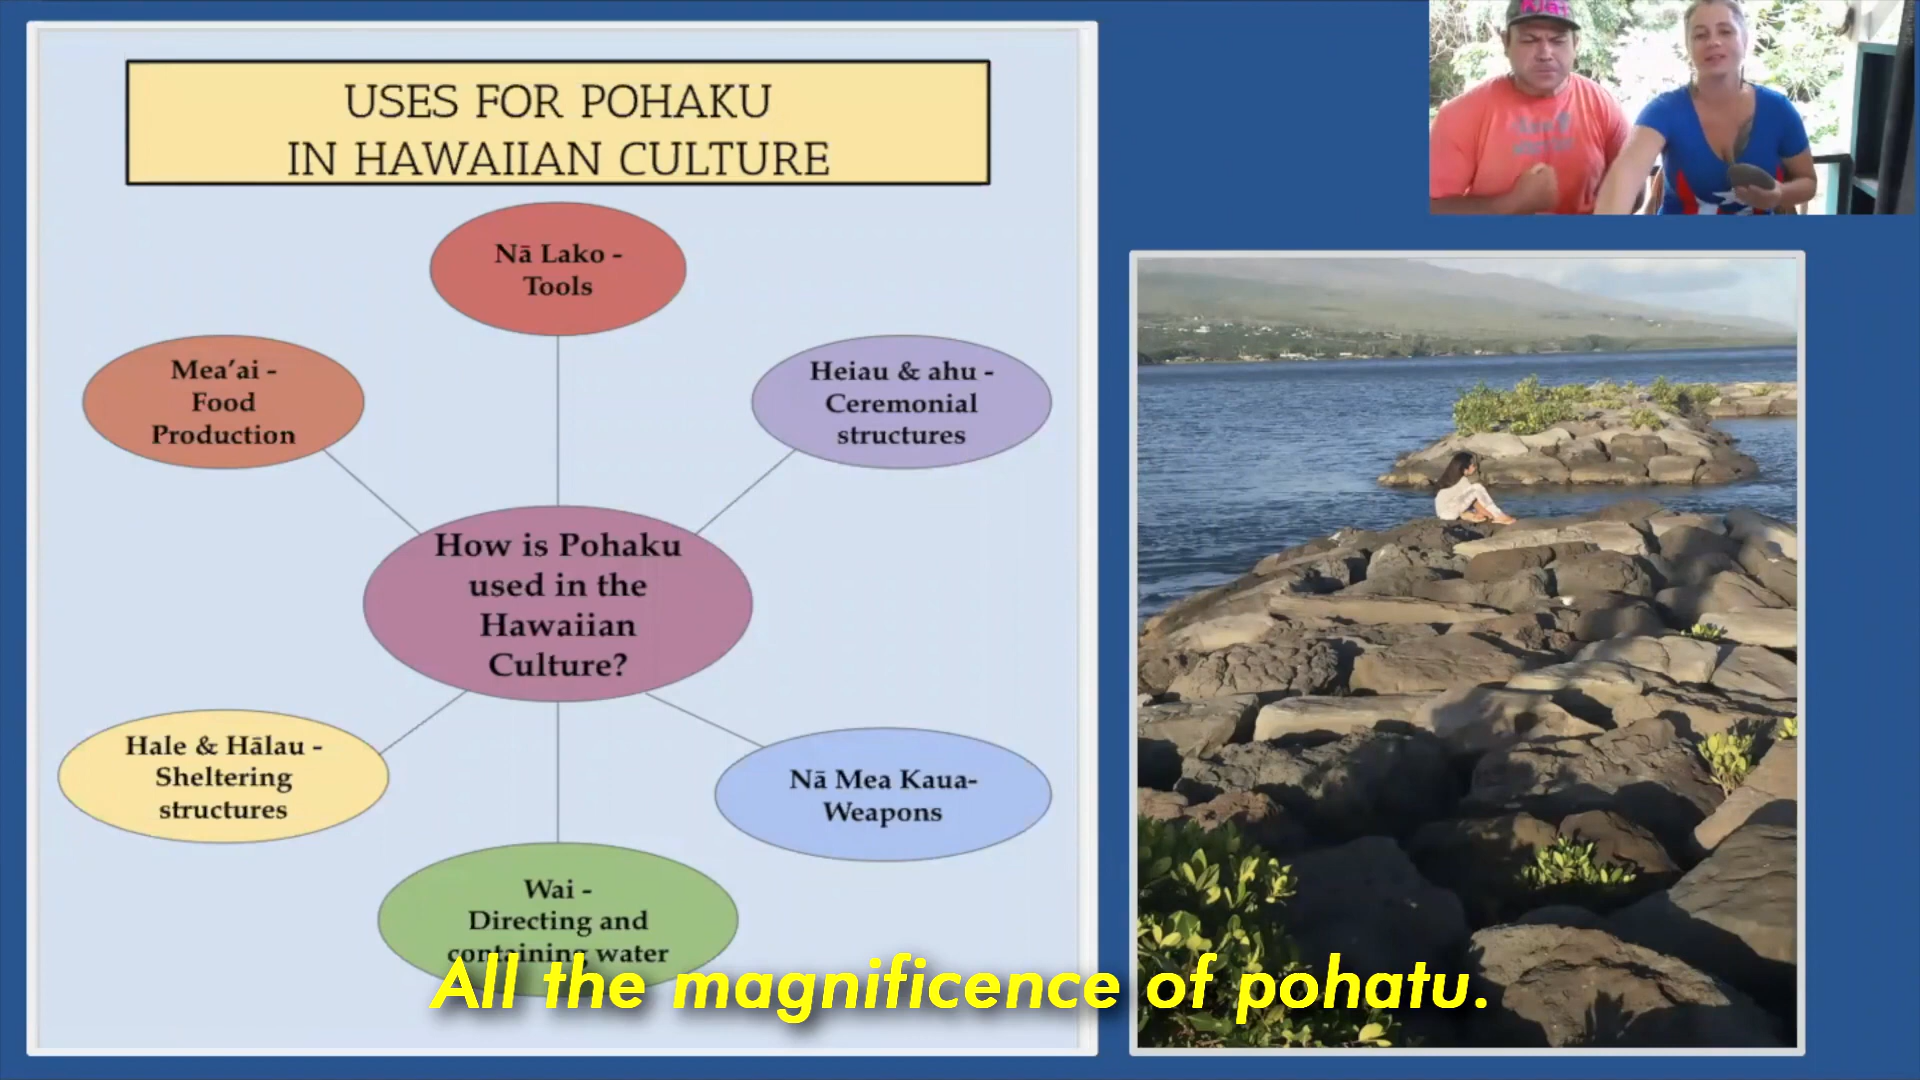 USES FOR POHAKU
IN HAWAIIAN CULTURE
Nā Lako -
Tools
Mea’ai -
Food
Production
Heiau & ahu -
Ceremonial
structures
How is Pohaku
used in the
Hawaiian
Culture?
Hale & Hālau -
Sheltering
structures
Nā Mea Kaua-
Weapons
Wai -
Directing and
containing water
All the magnificence of pohatu.